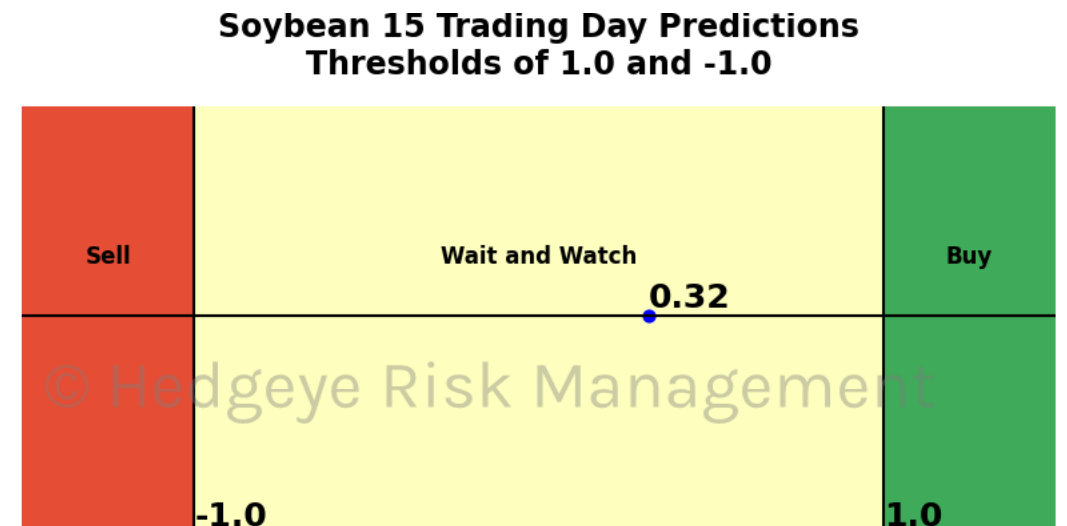 Soybean 15 Trading Day Predictions
Thresholds of 1.0 and -1.0
Sell
Wait and Watch
Buy
0.32
© Hedgeye Risk Management
-1.0
1.0